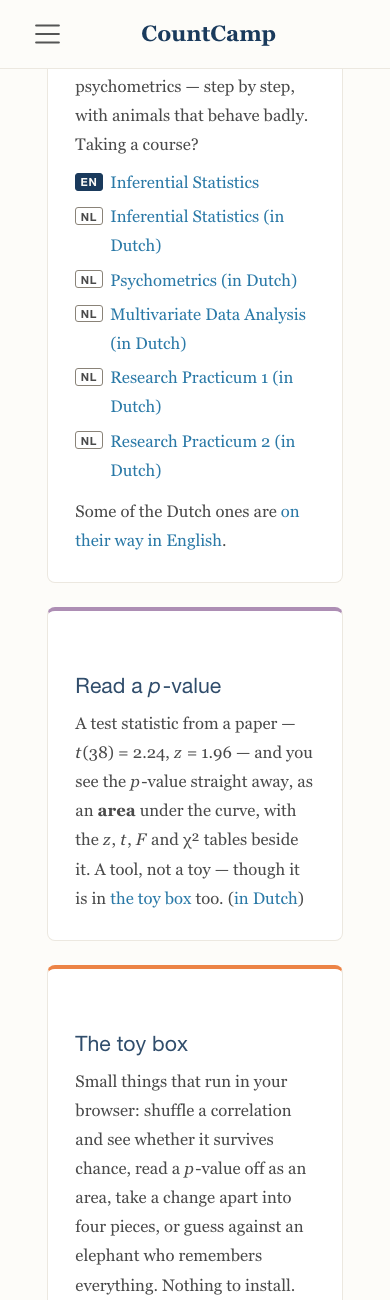 CountCamp
psychometrics — step by step,
with animals that behave badly.
Taking a course?
EN Inferential Statistics
NL Inferential Statistics (in
Dutch)
NL Psychometrics (in Dutch)
NL Multivariate Data Analysis
(in Dutch)
NL Research Practicum 1 (in
Dutch)
NL Research Practicum 2 (in
Dutch)
Some of the Dutch ones are on
their way in English.
Read a p-value
A test statistic from a paper —
t(38) = 2.24, z = 1.96 — and you
see the p-value straight away, as
an area under the curve, with
the z, t, F and χ² tables beside
it. A tool, not a toy — though it
is in the toy box too. (in Dutch)
The toy box
Small things that run in your
browser: shuffle a correlation
and see whether it survives
chance, read a p-value off as an
area, take a change apart into
four pieces, or guess against an
elephant who remembers
everything. Nothing to install.